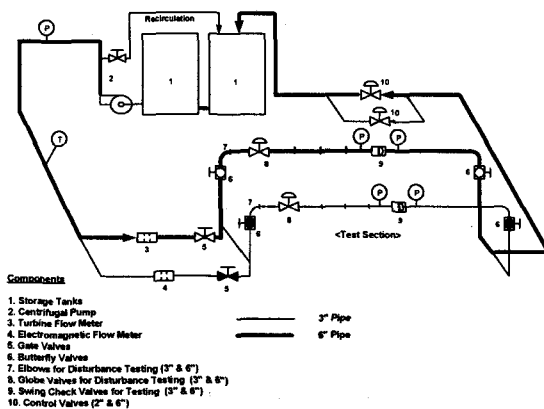 P
Recirculation
2
1
1
10
10
T
P
P
7
8
9
6
6
P
P
7
8
9
6
6
<Test Section>
3
5
4
5
Components
1. Storage Tanks
2. Centrifugal Pump
3. Turbine Flow Meter
4. Electromagnetic Flow Meter
5. Gate Valves
6. Butterfly Valves
7. Elbows for Disturbance Testing (3" & 6")
8. Globe Valves for Disturbance Testing (3" & 6")
9. Swing Check Valves for Testing (3" & 6")
10. Control Valves (2" & 6")
3" Pipe
6" Pipe